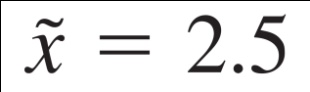 x̃ = 2.5